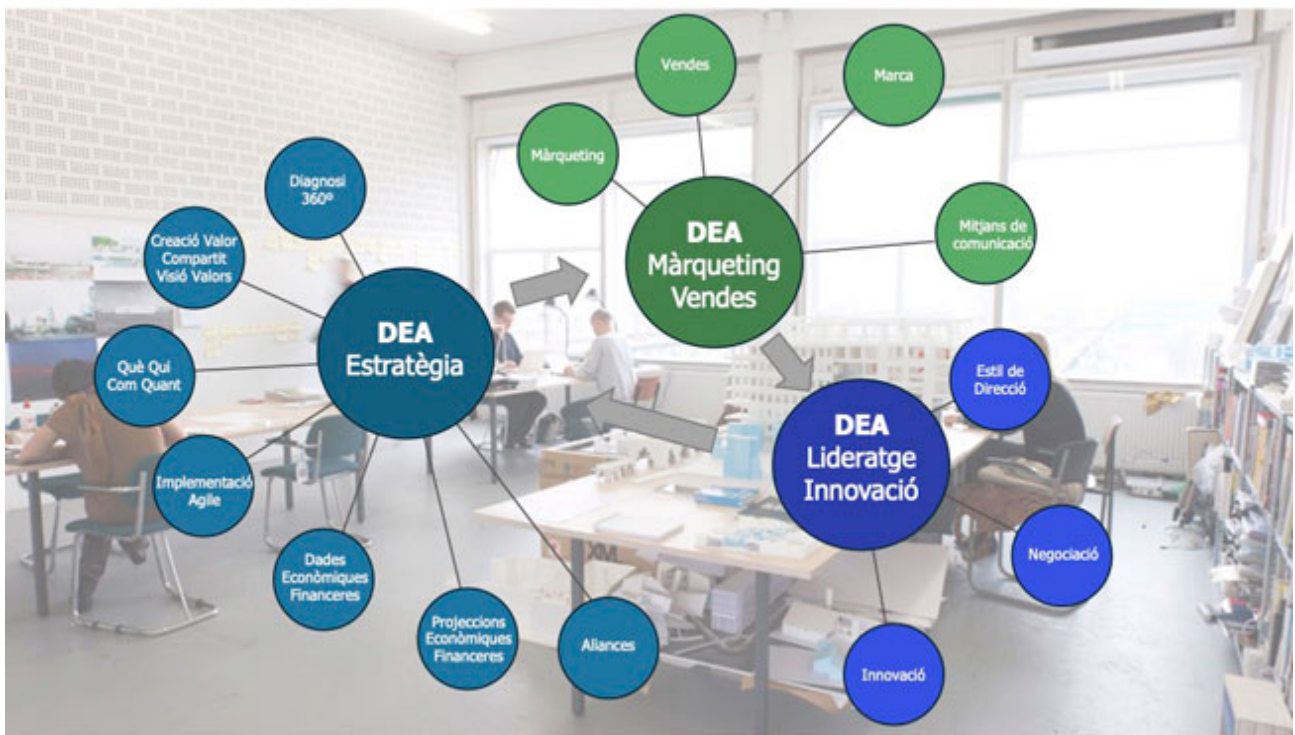 Vendes
Marca
Màrqueting
Diagnosi
360º
DEA
Màrqueting
Vendes
Mitjans de
comunicació
Creació Valor
Compartit
Visió Valors
DEA
Estratègia
Què Qui
Com Quant
Estil de
Direcció
DEA
Lideratge
Innovació
Implementació
Agile
Dades
Econòmiques
Financeres
Negociació
Projeccions
Econòmiques
Financeres
Aliances
Innovació
XM